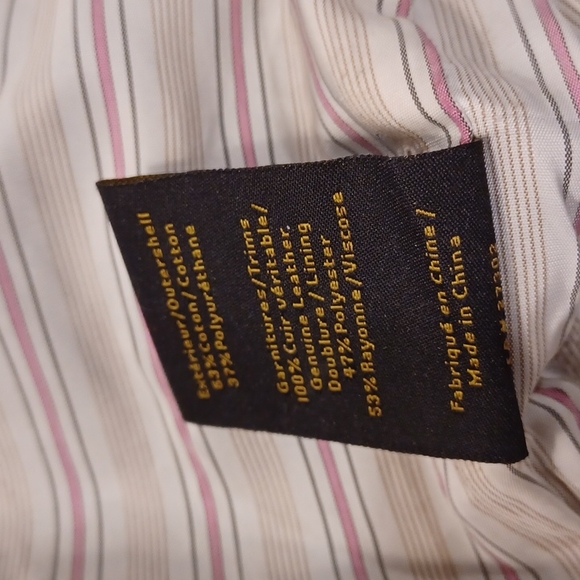 Extérieur/Outershell
63% coton/Cotton
37% Polyuréthane
Garnitures/Trims
100% Cuir véritable/
Genuine Leather.
Doublure / Lining
47% Polyester
53% Rayonne/Viscose
Fabriqué en Chine /
Made in China